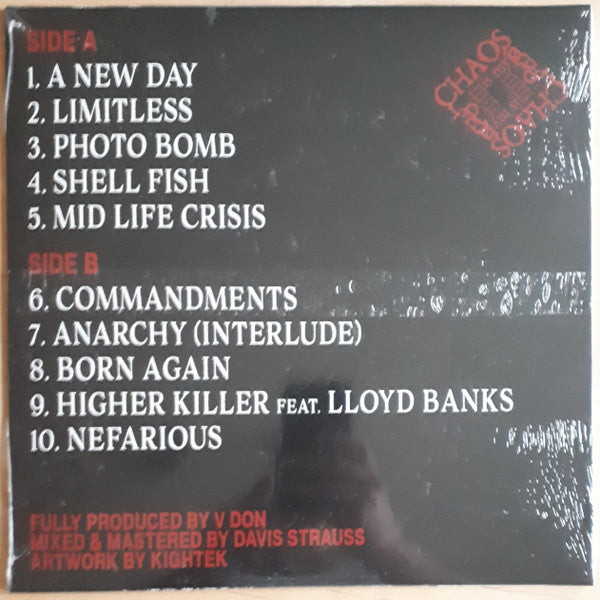 SIDE A
1. A NEW DAY
2. LIMITLESS
3. PHOTO BOMB
4. SHELL FISH
5. MID LIFE CRISIS
SIDE B
6. COMMANDMENTS
7. ANARCHY (INTERLUDE)
8. BORN AGAIN
9. HIGHER KILLER FEAT. LLOYD BANKS
10. NEFARIOUS
FULLY PRODUCED BY V DON
MIXED & MASTERED BY DAVIS STRAUSS
ARTWORK BY KIGHTEK
CHAOS
CHAOS